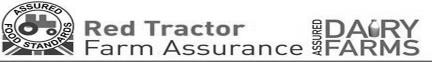 ASSURED
FOOD STANDARDS
Red Tractor
Farm Assurance
ASSURED
DAIRY
FARMS